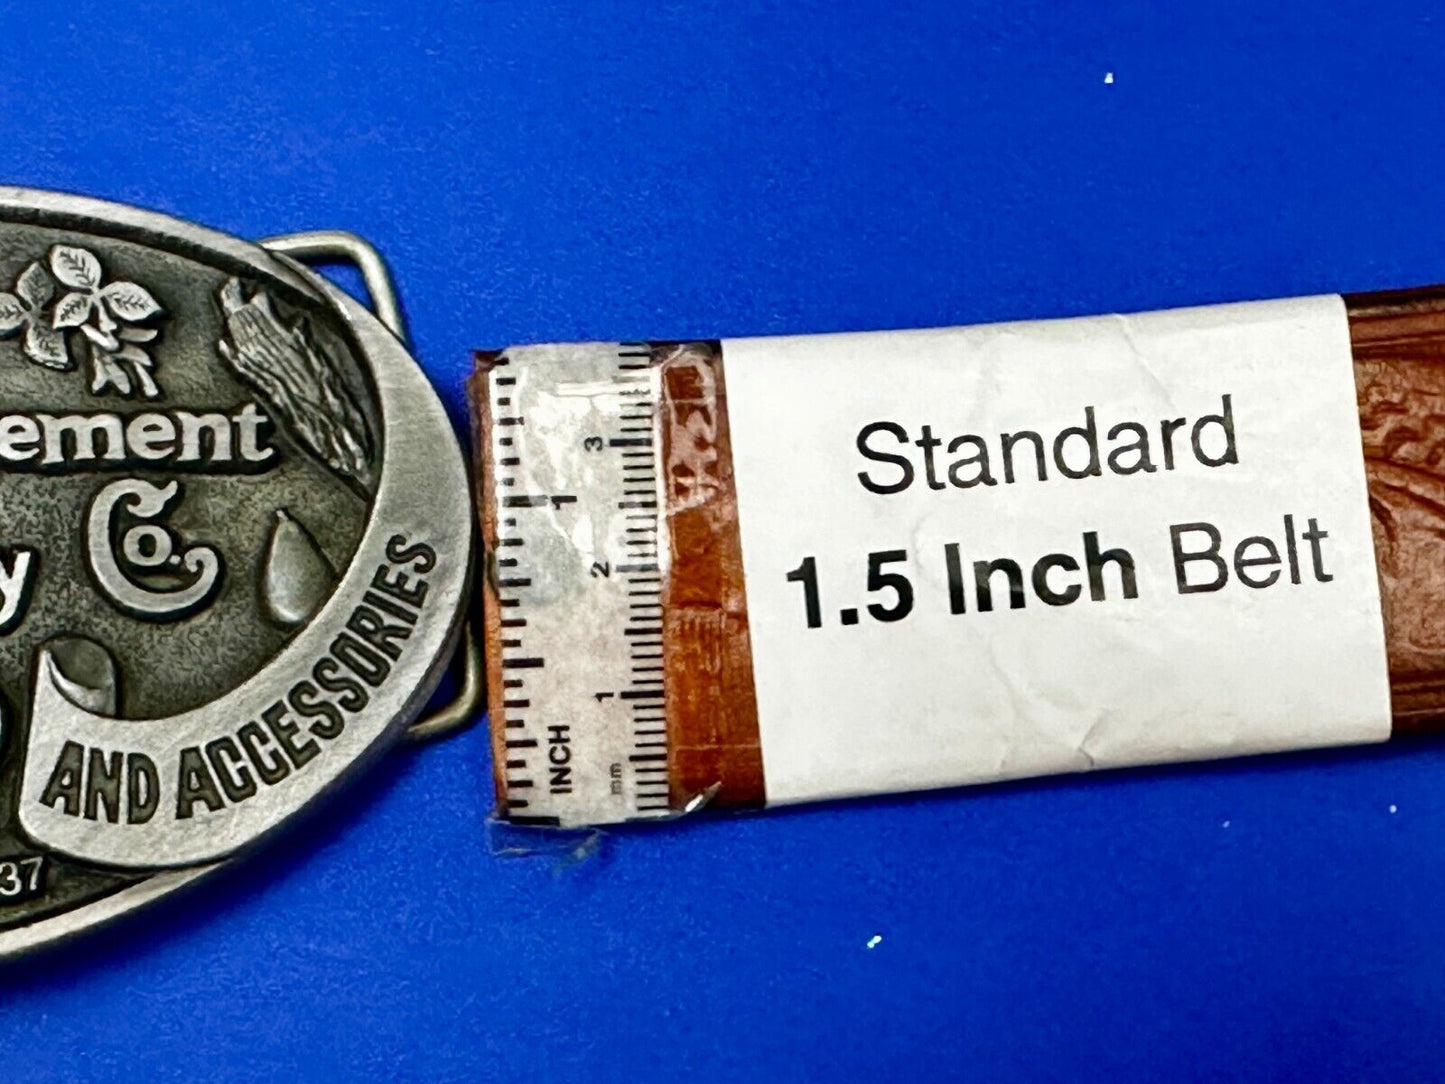 ement
Co.
y
AND ACCESSORIES
37
INCH
1
mm
1
2
3
Standard
1.5 Inch Belt